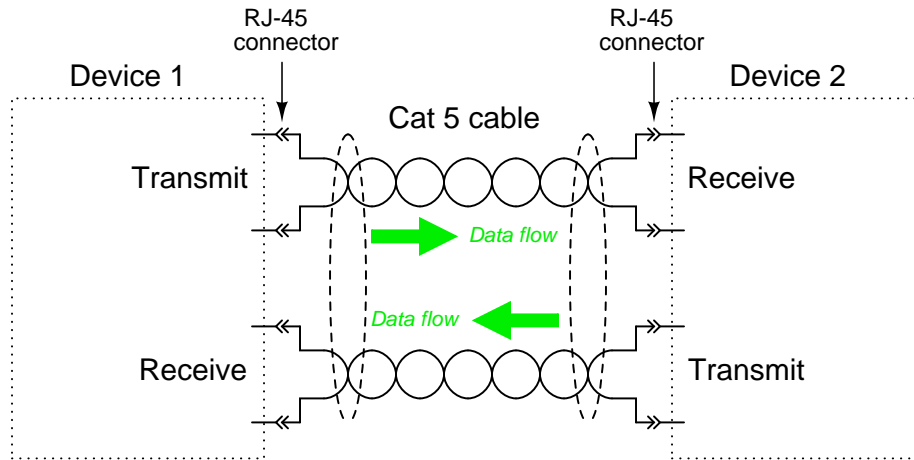 RJ-45
connector
RJ-45
connector
Device 1
Device 2
Cat 5 cable
Transmit
Receive
Data flow
Data flow
Receive
Transmit